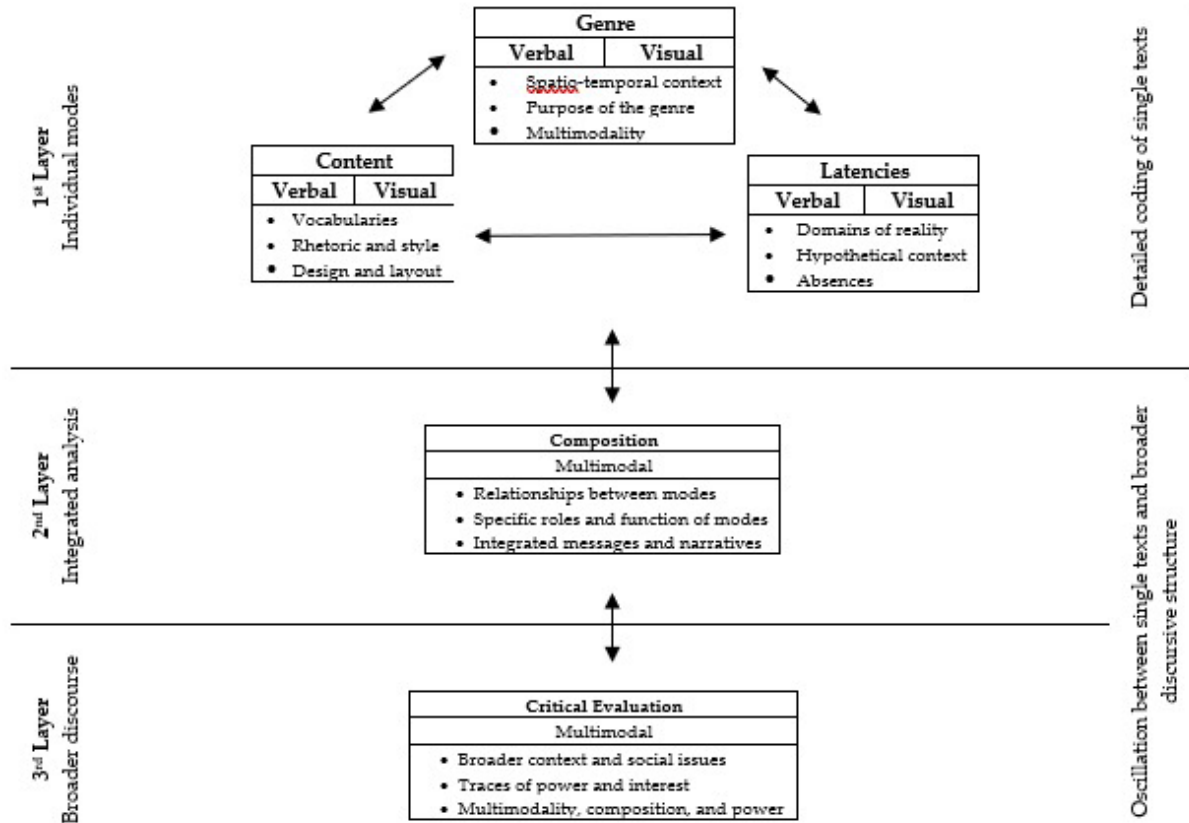 Genre
Verbal Visual
• Spatio-temporal context
• Purpose of the genre
• Multimodality
Content
Verbal Visual
• Vocabularies
• Rhetoric and style
• Design and layout
Latencies
Verbal Visual
• Domains of reality
• Hypothetical context
• Absences
1st Layer
Individual modes
Detailed coding of single texts
Composition
Multimodal
• Relationships between modes
• Specific roles and function of modes
• Integrated messages and narratives
2nd Layer
Integrated analysis
Oscillation between single texts and broader
discursive structure
Critical Evaluation
Multimodal
• Broader context and social issues
• Traces of power and interest
• Multimodality, composition, and power
3rd Layer
Broader discourse